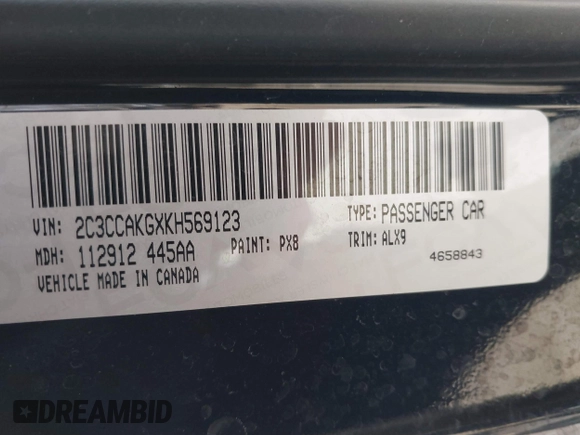 VIN: 2C3CCAKGXKH569123 TYPE: PASSENGER CAR
MDH: 112912 445AA PAINT: PX8 TRIM: ALX9
VEHICLE MADE IN CANADA 4658843
DREAMBID